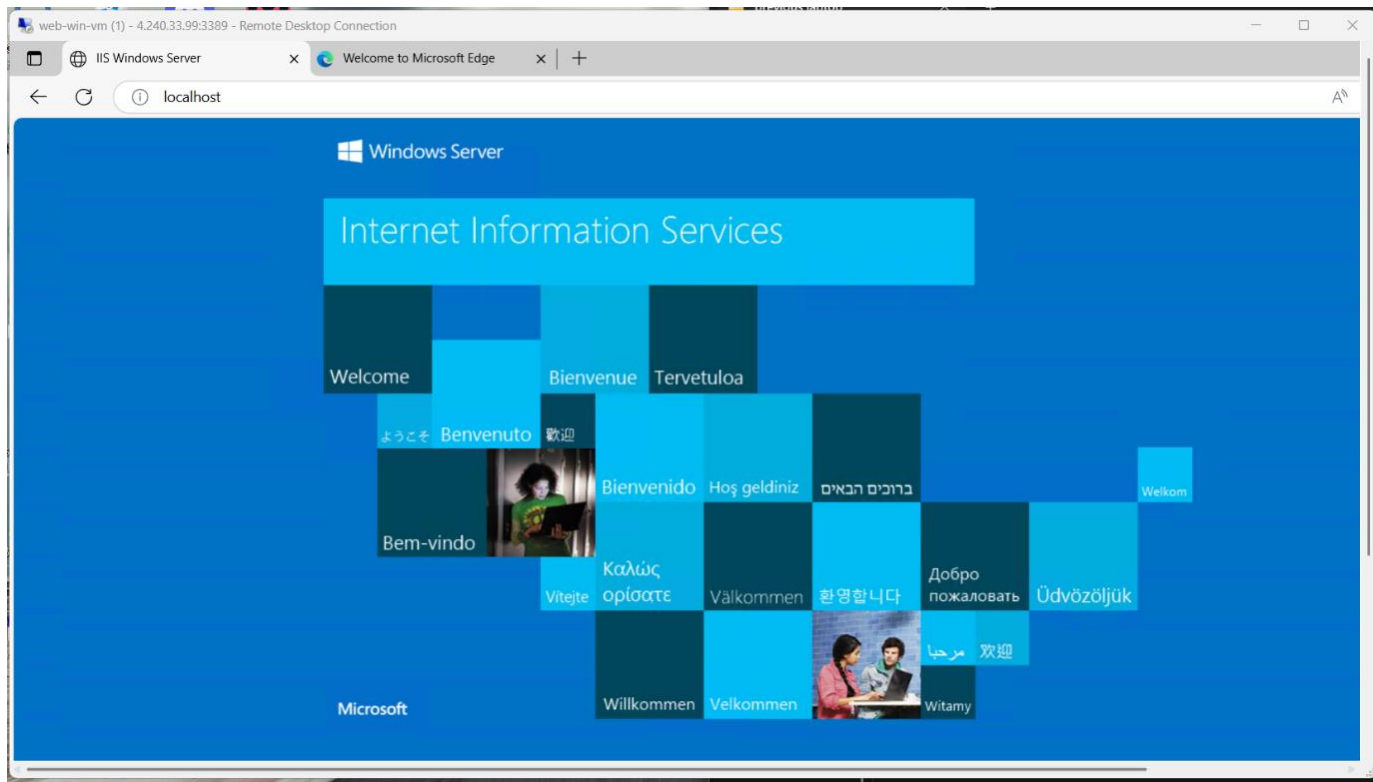 previous laptop
web-win-vm (1) - 4.240.33.99:3389 - Remote Desktop Connection
IIS Windows Server
Welcome to Microsoft Edge
localhost
Windows Server
Internet Information Services
Welcome
Bienvenue
Tervetuloa
ようこそ
Benvenuto
歡迎
Bienvenido
Hoş geldiniz
ברוכים הבאים
Welkom
Bem-vindo
Vítejte
Καλώς
ορίσατε
Välkommen
환영합니다
Добро
пожаловать
Üdvözöljük
مرحبا
欢迎
Microsoft
Willkommen
Velkommen
Witamy